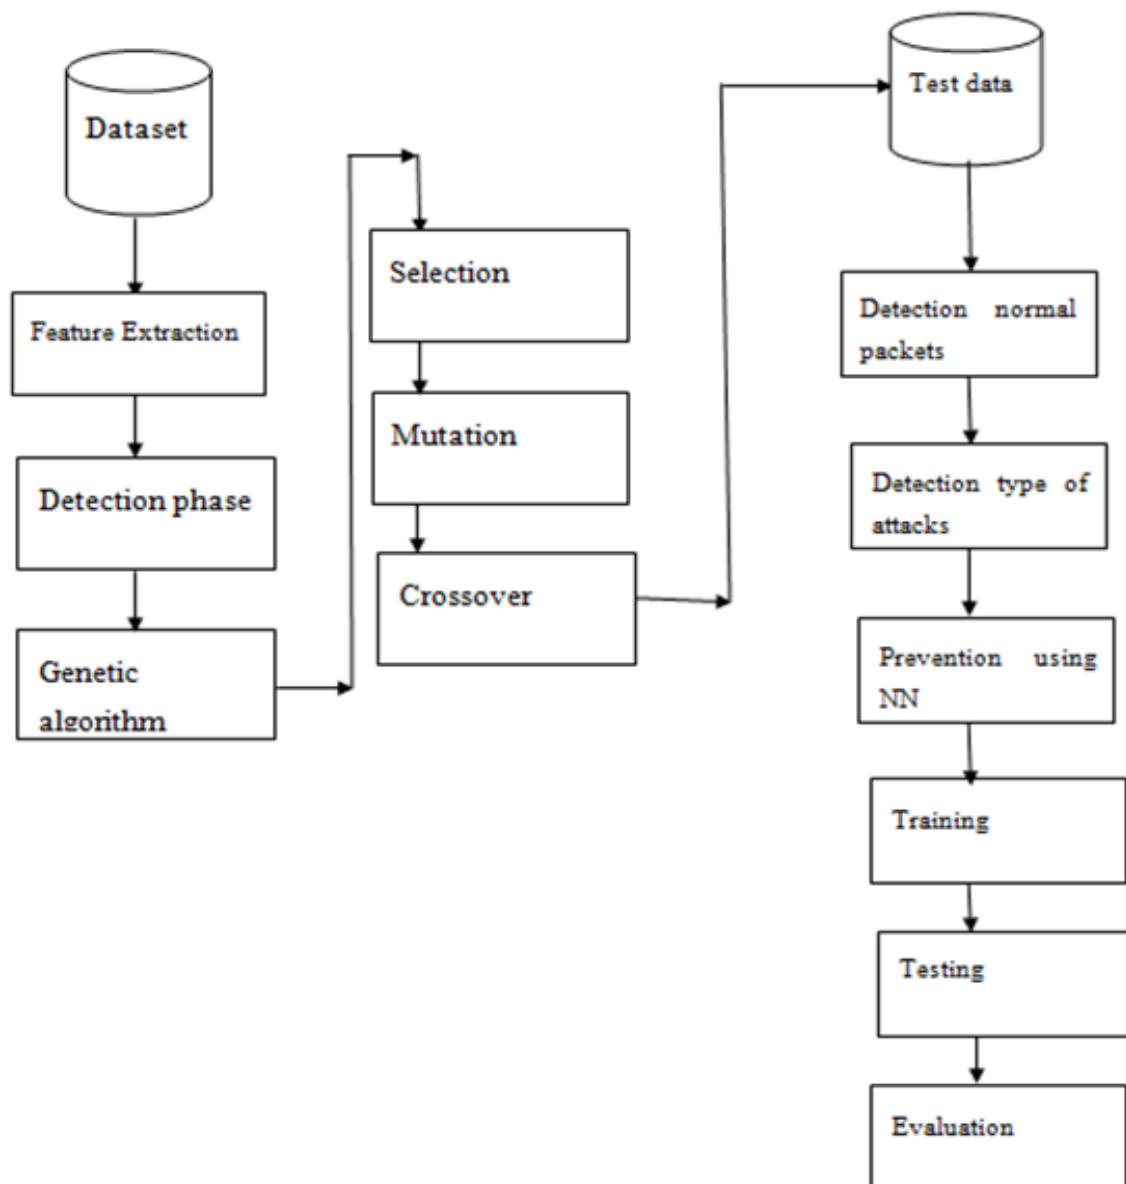 Dataset
Feature Extraction
Detection phase
Genetic
algorithm
Selection
Mutation
Crossover
Test data
Detection normal
packets
Detection type of
attacks
Prevention using
NN
Training
Testing
Evaluation